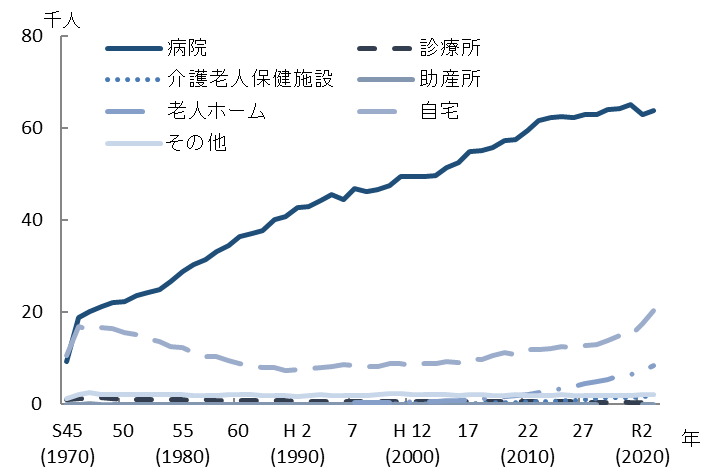 千人
80
病院
診療所
介護老人保健施設
助産所
老人ホーム
自宅
その他
60
40
20
0
S45 50 55 60 H 2 7 H 12 17 22 27 R2 年
(1970) (1980) (1990) (2000) (2010) (2020)